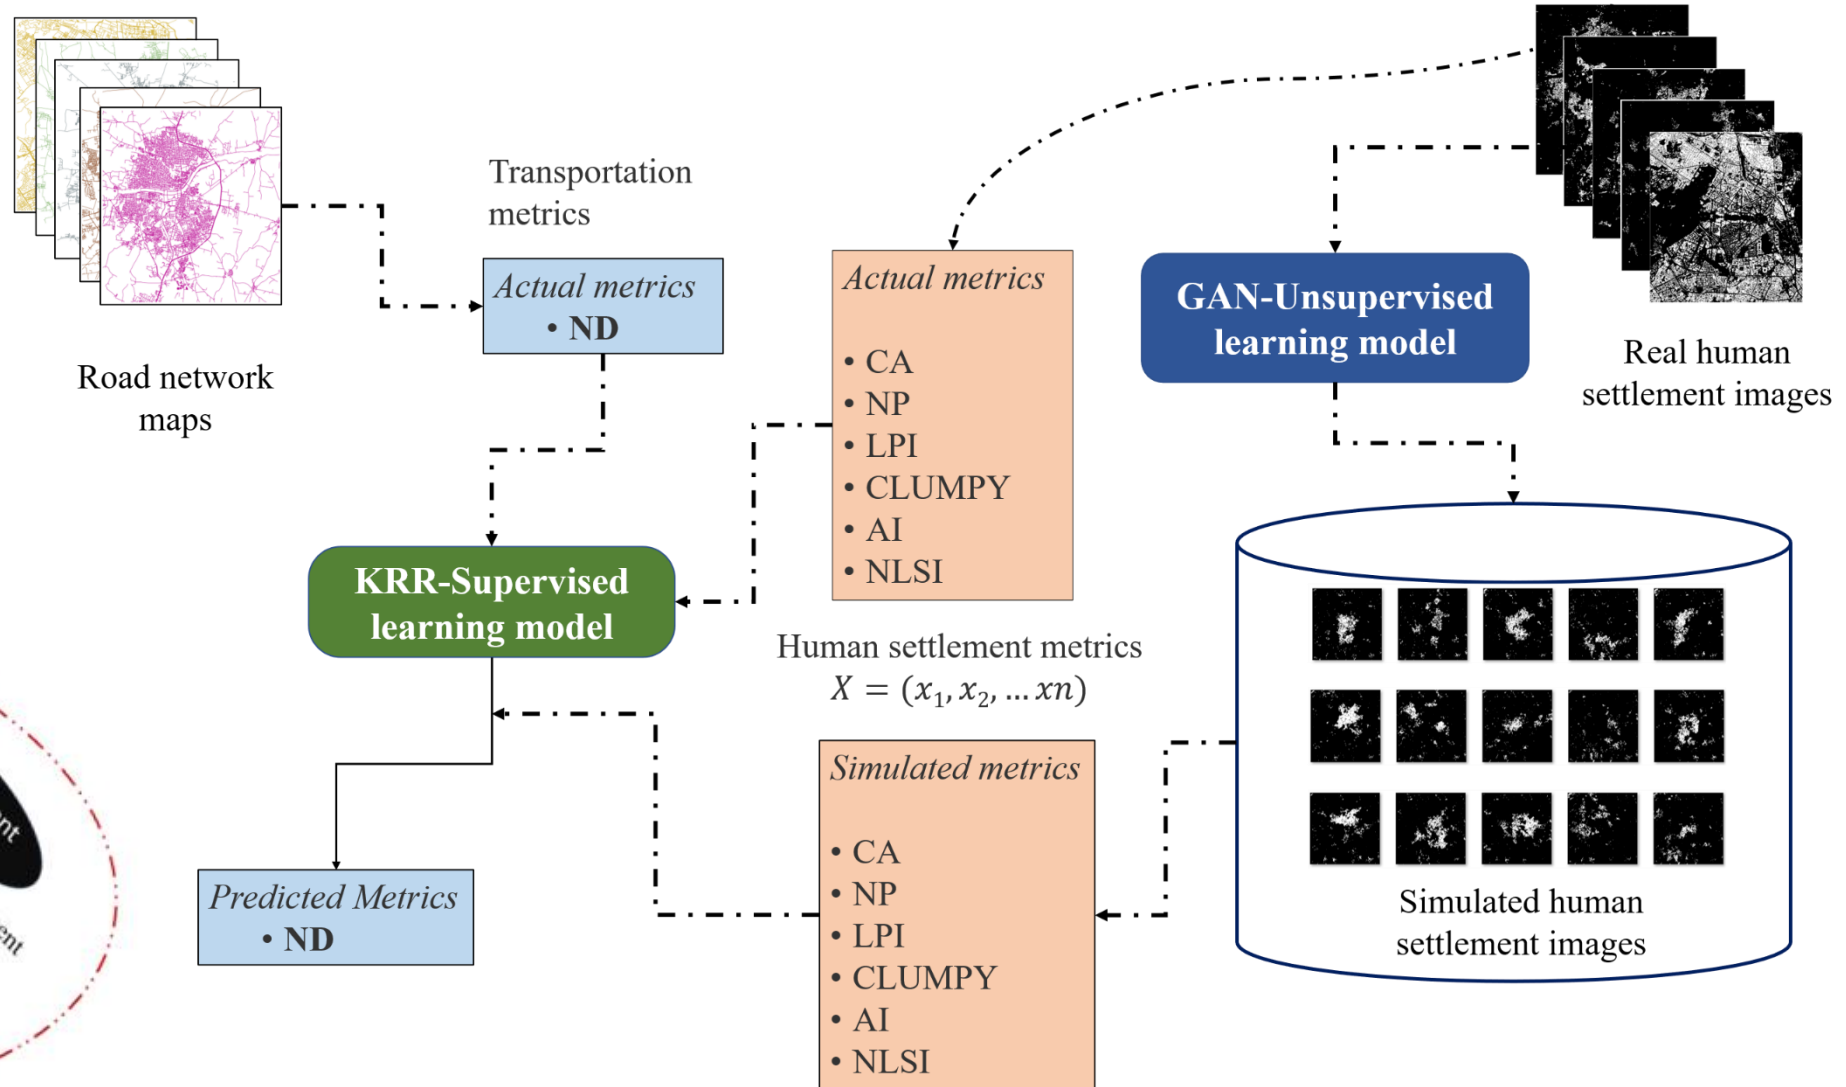 Transportation
metrics
Actual metrics
• ND
Road network
maps
Actual metrics
• CA
• NP
• LPI
• CLUMPY
• AI
• NLSI
GAN-Unsupervised
learning model
Real human
settlement images
KRR-Supervised
learning model
Human settlement metrics
X = (x₁, x₂, … xn)
Simulated metrics
• CA
• NP
• LPI
• CLUMPY
• AI
• NLSI
Predicted Metrics
• ND
Simulated human
settlement images